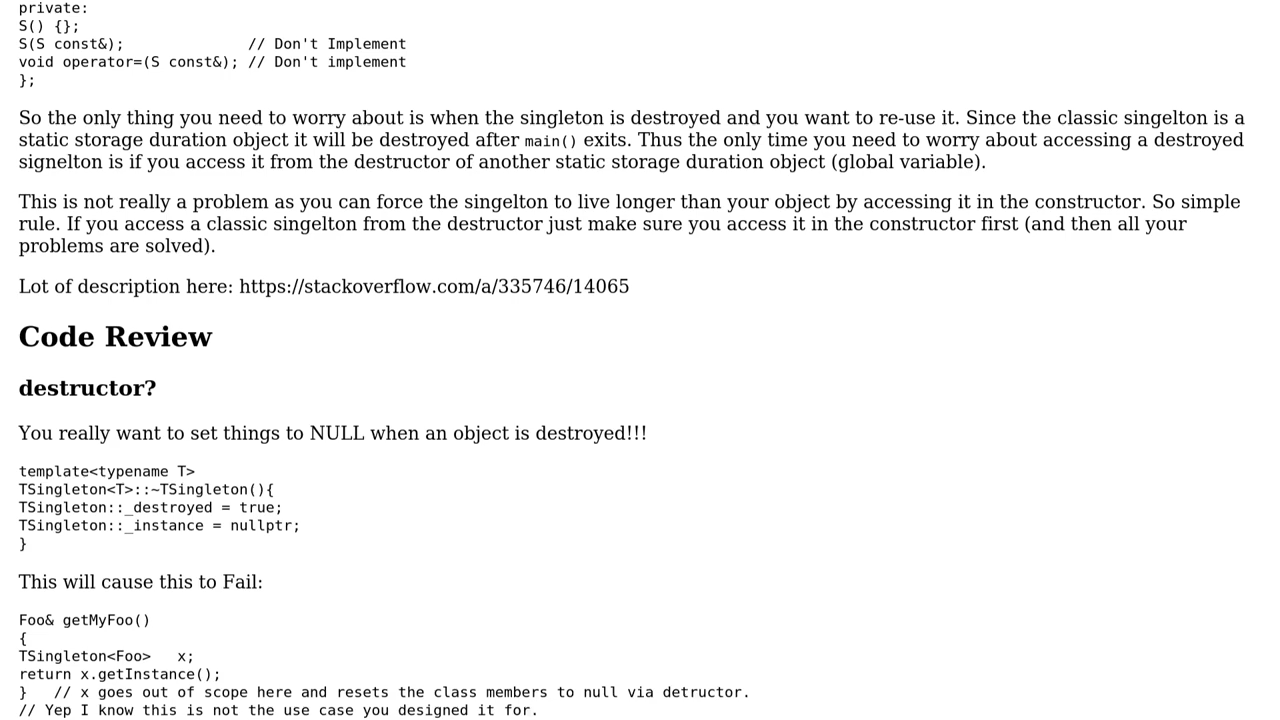 private:
S() {};
S(S const&);              // Don't Implement
void operator=(S const&); // Don't implement
};
So the only thing you need to worry about is when the singleton is destroyed and you want to re-use it. Since the classic singelton is a
static storage duration object it will be destroyed after main() exits. Thus the only time you need to worry about accessing a destroyed
signelton is if you access it from the destructor of another static storage duration object (global variable).
This is not really a problem as you can force the singelton to live longer than your object by accessing it in the constructor. So simple
rule. If you access a classic singelton from the destructor just make sure you access it in the constructor first (and then all your
problems are solved).
Lot of description here: https://stackoverflow.com/a/335746/14065
Code Review
destructor?
You really want to set things to NULL when an object is destroyed!!!
template<typename T>
TSingleton<T>::~TSingleton(){
TSingleton::_destroyed = true;
TSingleton::_instance = nullptr;
}
This will cause this to Fail:
Foo& getMyFoo()
{
TSingleton<Foo>   x;
return x.getInstance();
}   // x goes out of scope here and resets the class members to null via detructor.
// Yep I know this is not the use case you designed it for.